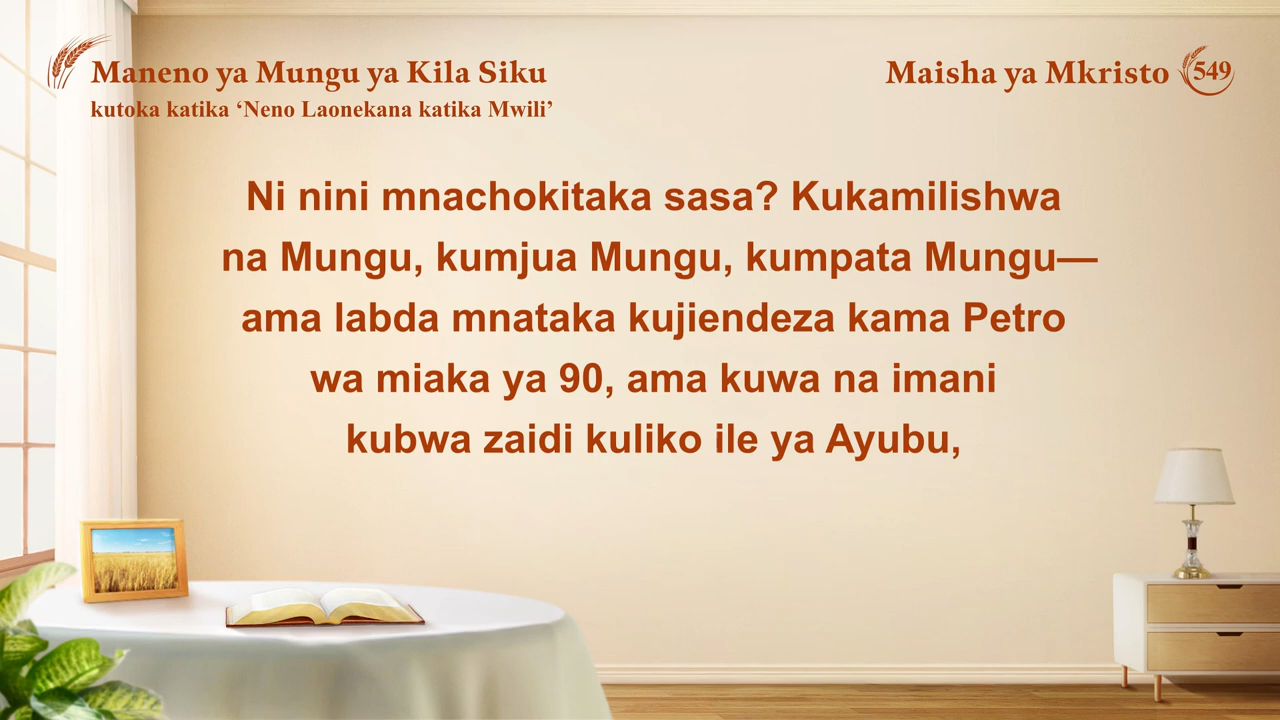 Maneno ya Mungu ya Kila Siku
kutoka katika ‘Neno Laonekana katika Mwili’
Maisha ya Mkristo 549
Ni nini mnachokitaka sasa? Kukamilishwa
na Mungu, kumjua Mungu, kumpata Mungu—
ama labda mnataka kujiendeza kama Petro
wa miaka ya 90, ama kuwa na imani
kubwa zaidi kuliko ile ya Ayubu,